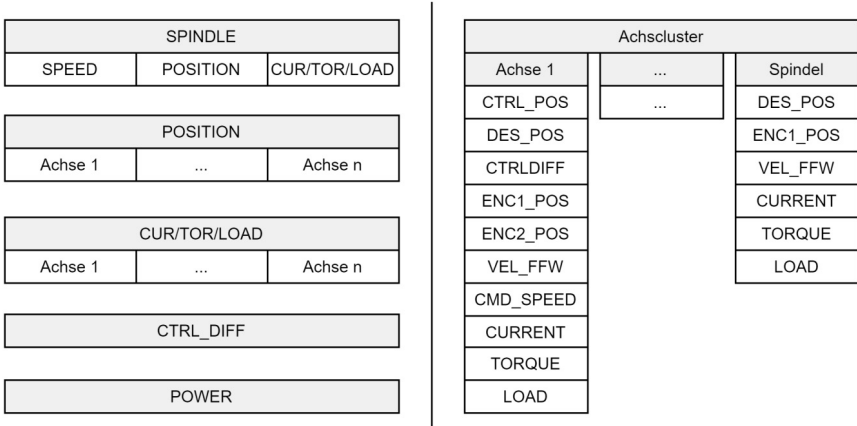 SPINDLE
SPEED POSITION CUR/TOR/LOAD
POSITION
Achse 1 ... Achse n
CUR/TOR/LOAD
Achse 1 ... Achse n
CTRL_DIFF
POWER
Achscluster
Achse 1 ... Spindel
CTRL_POS ... DES_POS
DES_POS ENC1_POS
CTRLDIFF VEL_FFW
ENC1_POS CURRENT
ENC2_POS TORQUE
VEL_FFW LOAD
CMD_SPEED
CURRENT
TORQUE
LOAD